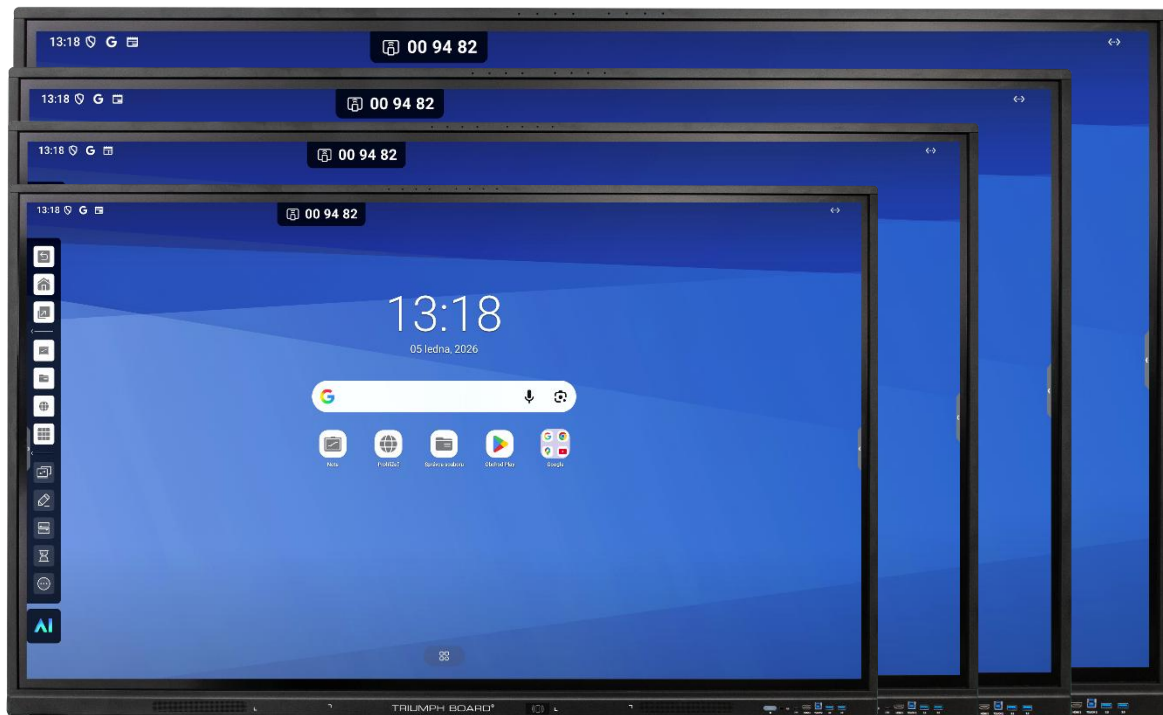 13:18 G
00 94 82
13:18 G
00 94 82
13:18 G
00 94 82
13:18 G
00 94 82
13:18
05 ledna, 2026
G
Note
Prohlížeč
Správce souborů
Obchod Play
Google
AI
TRIUMPH BOARD®